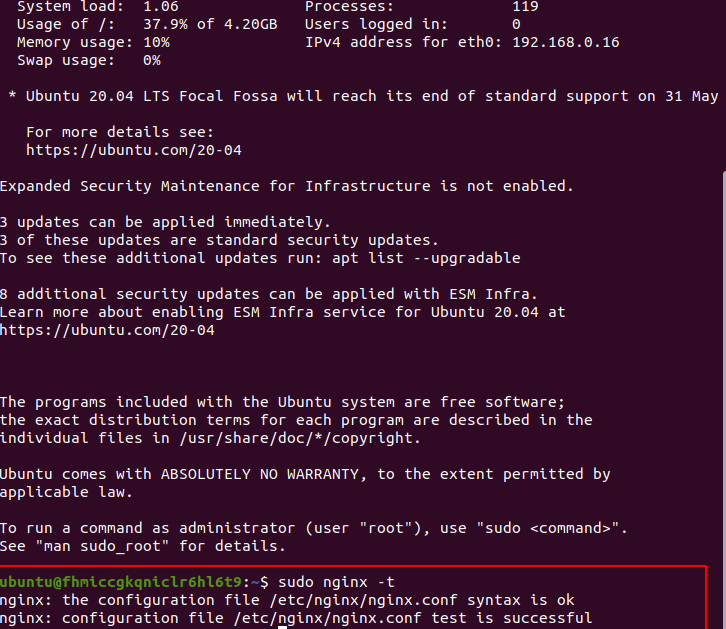 System load: 1.06 Processes: 119
Usage of /: 37.9% of 4.20GB Users logged in: 0
Memory usage: 10% IPv4 address for eth0: 192.168.0.16
Swap usage: 0%
* Ubuntu 20.04 LTS Focal Fossa will reach its end of standard support on 31 May
For more details see:
https://ubuntu.com/20-04
Expanded Security Maintenance for Infrastructure is not enabled.
3 updates can be applied immediately.
3 of these updates are standard security updates.
To see these additional updates run: apt list --upgradable
8 additional security updates can be applied with ESM Infra.
Learn more about enabling ESM Infra service for Ubuntu 20.04 at
https://ubuntu.com/20-04
The programs included with the Ubuntu system are free software;
the exact distribution terms for each program are described in the
individual files in /usr/share/doc/*/copyright.
Ubuntu comes with ABSOLUTELY NO WARRANTY, to the extent permitted by
applicable law.
To run a command as administrator (user "root"), use "sudo <command>".
See "man sudo_root" for details.
ubuntu@fhmiccgkqniclr6hl6t9:~$ sudo nginx -t
nginx: the configuration file /etc/nginx/nginx.conf syntax is ok
nginx: configuration file /etc/nginx/nginx.conf test is successful